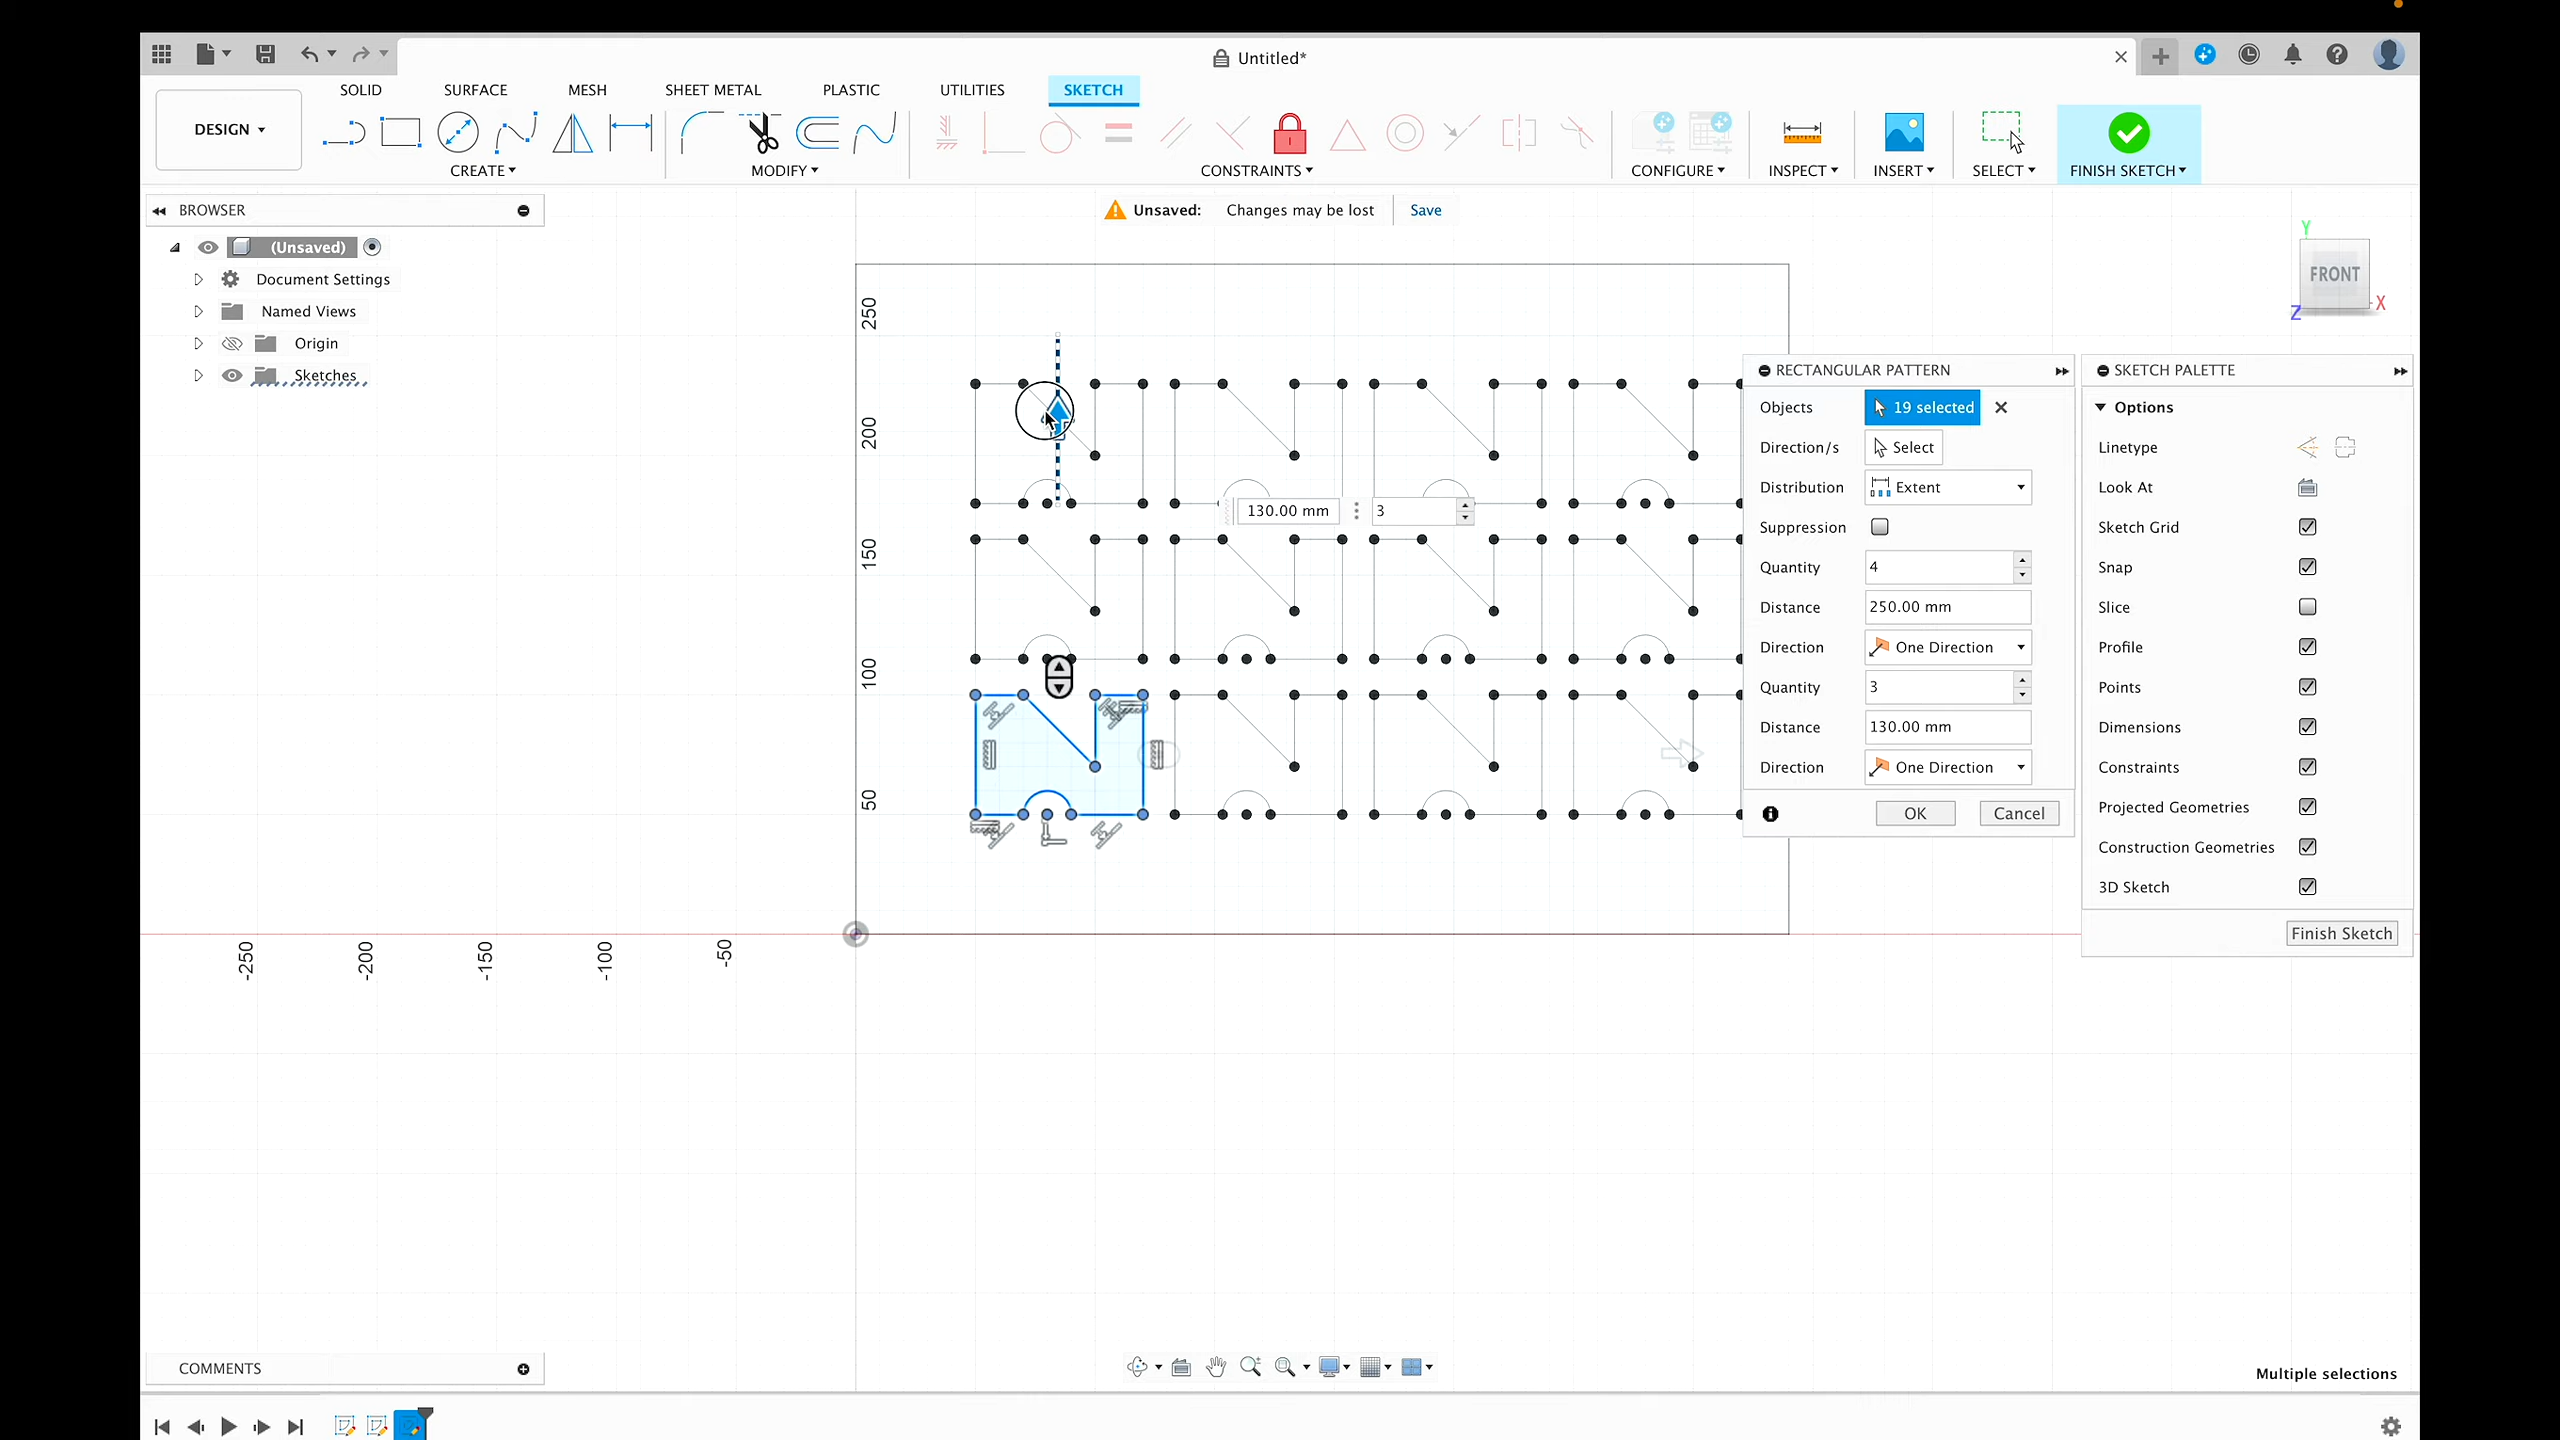 Untitled*
SOLID SURFACE MESH SHEET METAL PLASTIC UTILITIES SKETCH
DESIGN
CREATE MODIFY CONSTRAINTS CONFIGURE INSPECT INSERT SELECT FINISH SKETCH
BROWSER
Unsaved: Changes may be lost Save
(Unsaved)
Document Settings
Named Views
Origin
Sketches
Y
FRONT
X
Z
250
200
150
100
50
-250
-200
-150
-100
-50
130.00 mm
3
RECTANGULAR PATTERN
Objects 19 selected
Direction/s Select
Distribution Extent
Suppression
Quantity 4
Distance 250.00 mm
Direction One Direction
Quantity 3
Distance 130.00 mm
Direction One Direction
OK Cancel
SKETCH PALETTE
Options
Linetype
Look At
Sketch Grid
Snap
Slice
Profile
Points
Dimensions
Constraints
Projected Geometries
Construction Geometries
3D Sketch
Finish Sketch
COMMENTS
Multiple selections